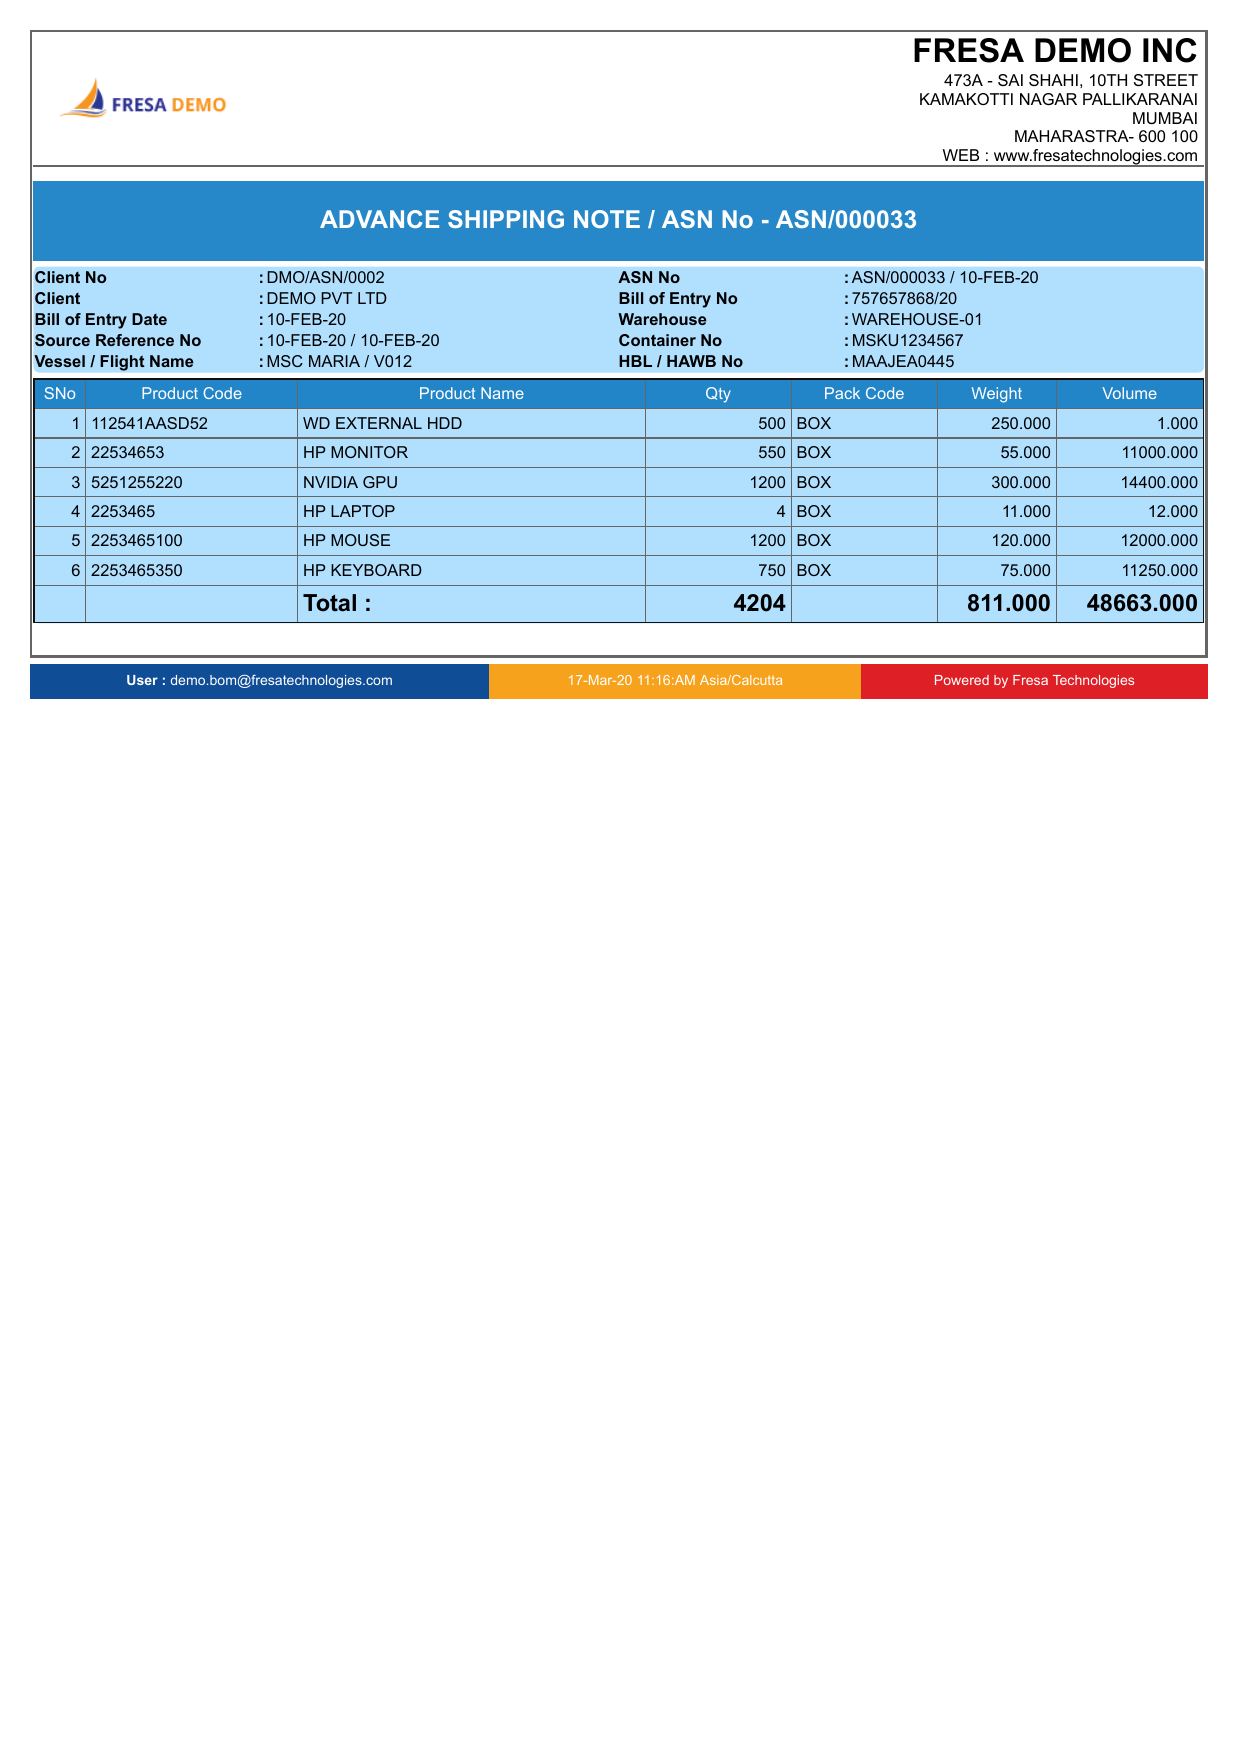 FRESA DEMO
FRESA DEMO INC
473A - SAI SHAHI, 10TH STREET
KAMAKOTTI NAGAR PALLIKARANAI
MUMBAI
MAHARASTRA- 600 100
WEB : www.fresatechnologies.com
ADVANCE SHIPPING NOTE / ASN No - ASN/000033
Client No : DMO/ASN/0002 ASN No : ASN/000033 / 10-FEB-20
Client : DEMO PVT LTD Bill of Entry No : 757657868/20
Bill of Entry Date : 10-FEB-20 Warehouse : WAREHOUSE-01
Source Reference No : 10-FEB-20 / 10-FEB-20 Container No : MSKU1234567
Vessel / Flight Name : MSC MARIA / V012 HBL / HAWB No : MAAJEA0445
SNo Product Code Product Name Qty Pack Code Weight Volume
1 112541AASD52 WD EXTERNAL HDD 500 BOX 250.000 1.000
2 22534653 HP MONITOR 550 BOX 55.000 11000.000
3 5251255220 NVIDIA GPU 1200 BOX 300.000 14400.000
4 2253465 HP LAPTOP 4 BOX 11.000 12.000
5 2253465100 HP MOUSE 1200 BOX 120.000 12000.000
6 2253465350 HP KEYBOARD 750 BOX 75.000 11250.000
Total : 4204 811.000 48663.000
User : demo.bom@fresatechnologies.com 17-Mar-20 11:16:AM Asia/Calcutta Powered by Fresa Technologies